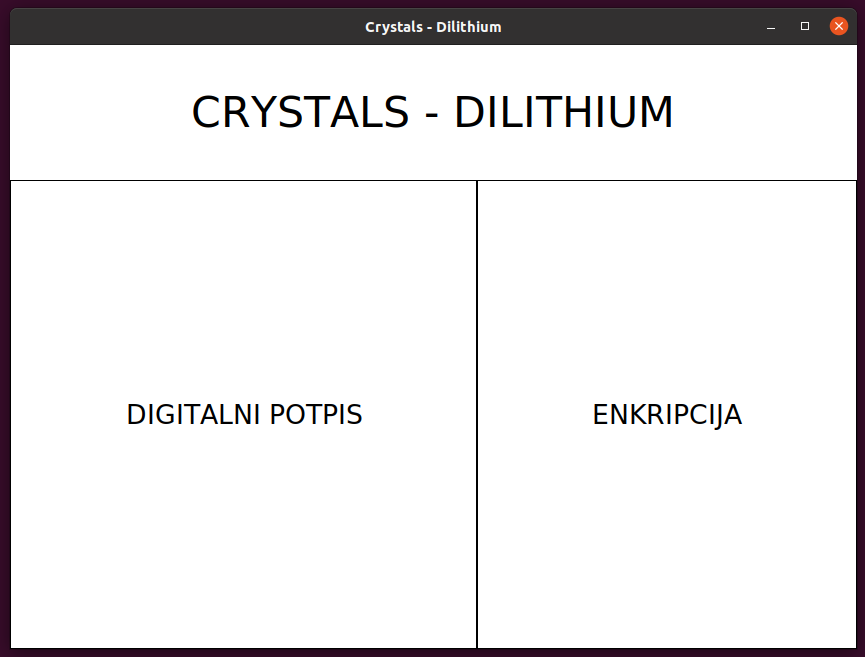 Crystals - Dilithium
CRYSTALS - DILITHIUM
DIGITALNI POTPIS
ENKRIPCIJA